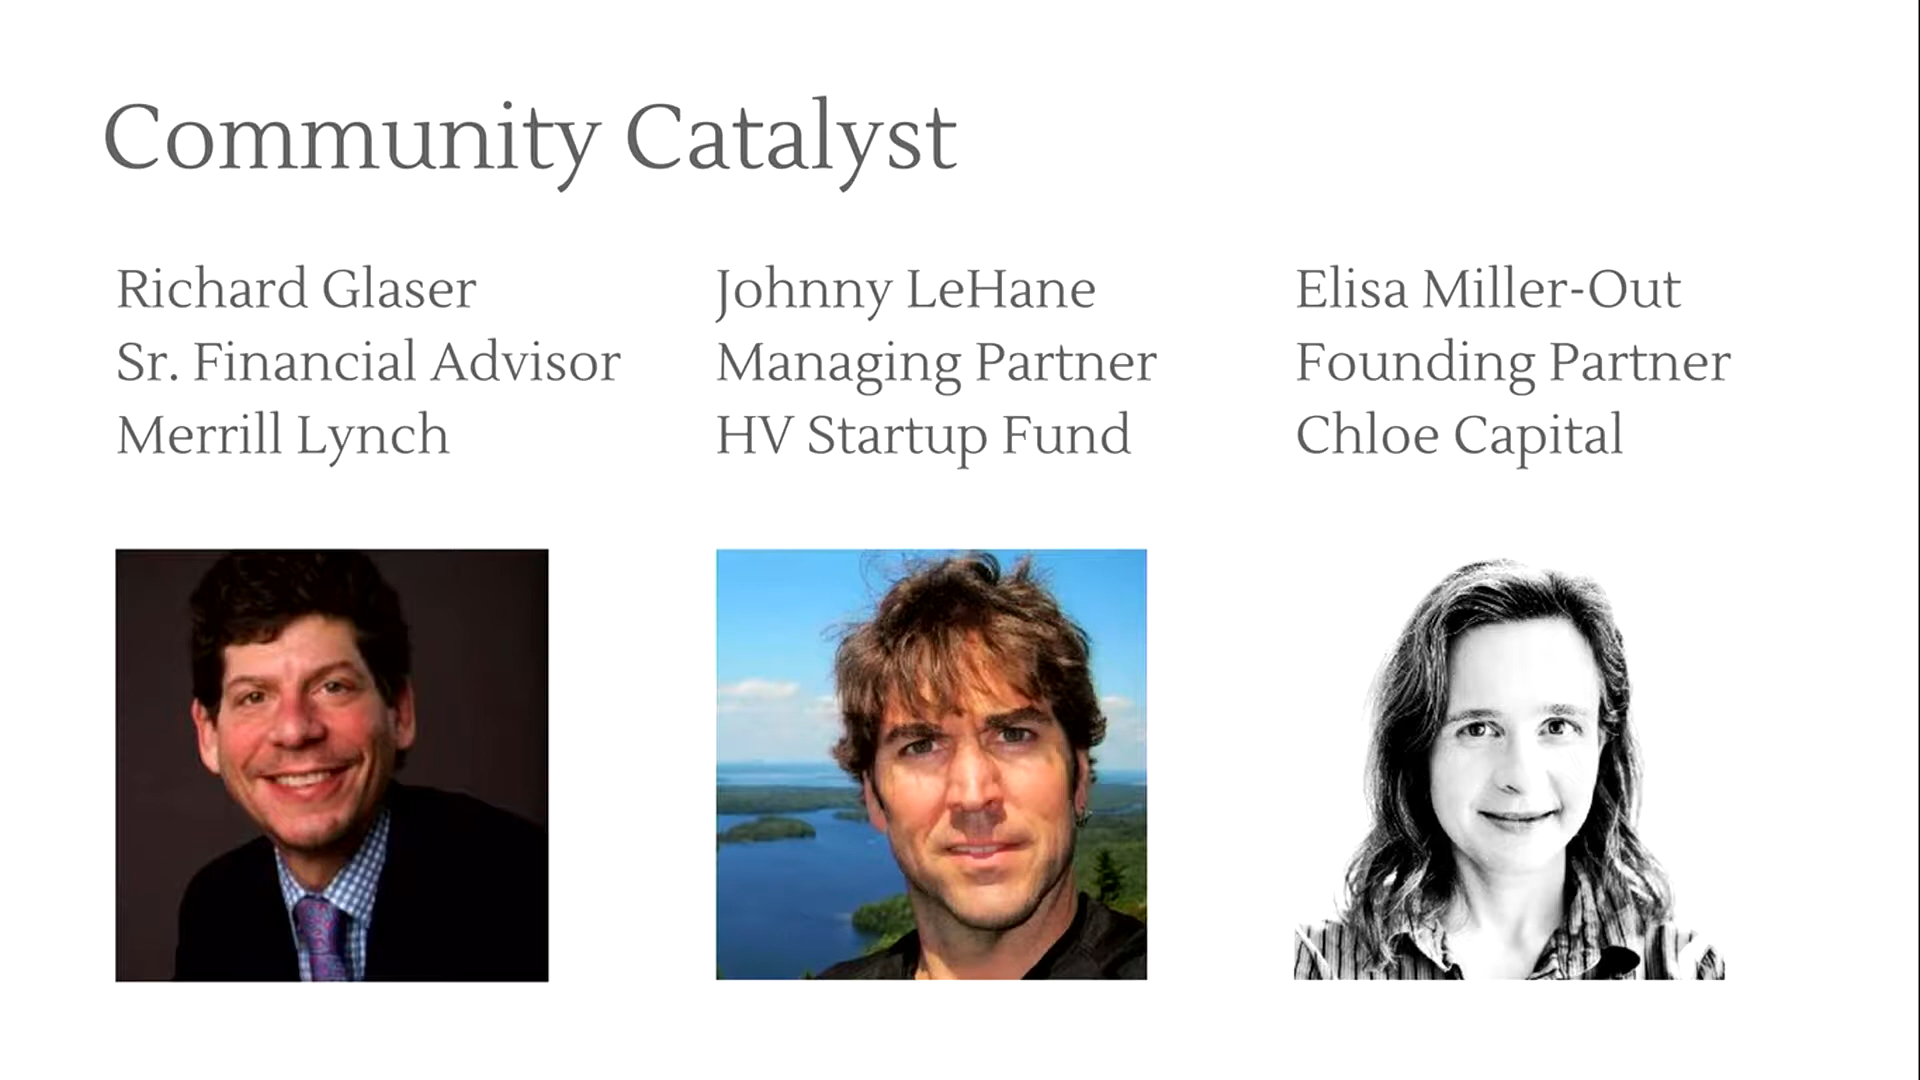 Community Catalyst
Richard Glaser
Sr. Financial Advisor
Merrill Lynch
Johnny LeHane
Managing Partner
HV Startup Fund
Elisa Miller-Out
Founding Partner
Chloe Capital